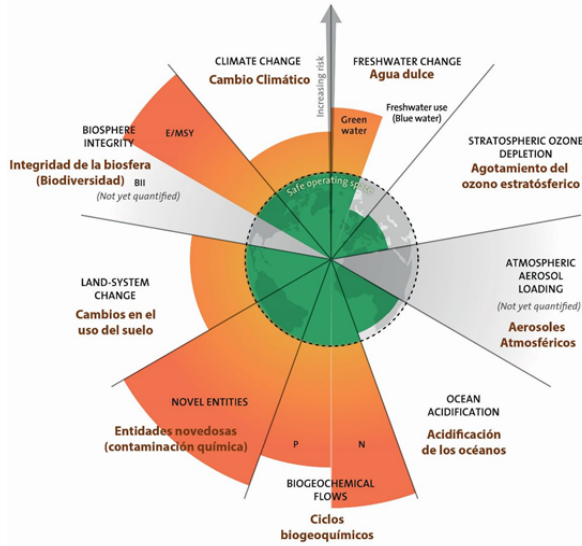 CLIMATE CHANGE
Cambio Climático
Increasing risk
FRESHWATER CHANGE
Agua dulce
Green
water
Freshwater use
(Blue water)
STRATOSPHERIC OZONE
DEPLETION
Agotamiento del
ozono estratósferico
ATMOSPHERIC
AEROSOL
LOADING
(Not yet quantified)
Aerosoles
Atmosféricos
OCEAN
ACIDIFICATION
Acidificación
de los océanos
P
N
BIOGEOCHEMICAL
FLOWS
Ciclos
biogeoquímicos
NOVEL ENTITIES
Entidades novedosas
(contaminación química)
LAND-SYSTEM
CHANGE
Cambios en el
uso del suelo
BIOSPHERE
INTEGRITY
E/MSY
Integridad de la biosfera
(Biodiversidad)
BII
(Not yet quantified)
Safe operating space